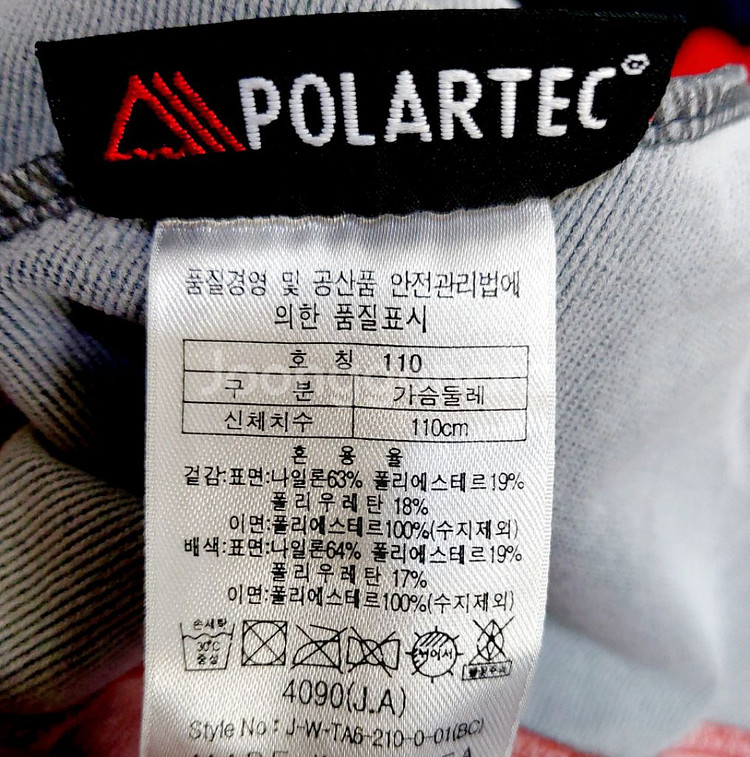 POLARTEC®
품질경영 및 공산품 안전관리법에
의한 품질표시
호 칭 110
구 분 가슴둘레
신체치수 110cm
혼 용 율
겉감:표면:나일론63% 폴리에스테르19%
폴리우레탄 18%
이면:폴리에스테르100%(수지제외)
배색:표면:나일론64% 폴리에스테르19%
폴리우레탄 17%
이면:폴리에스테르100%(수지제외)
손세탁
30℃
중성
뉘어서
4090(J.A)
Style No : J-W-TA6-210-0-01(BC)